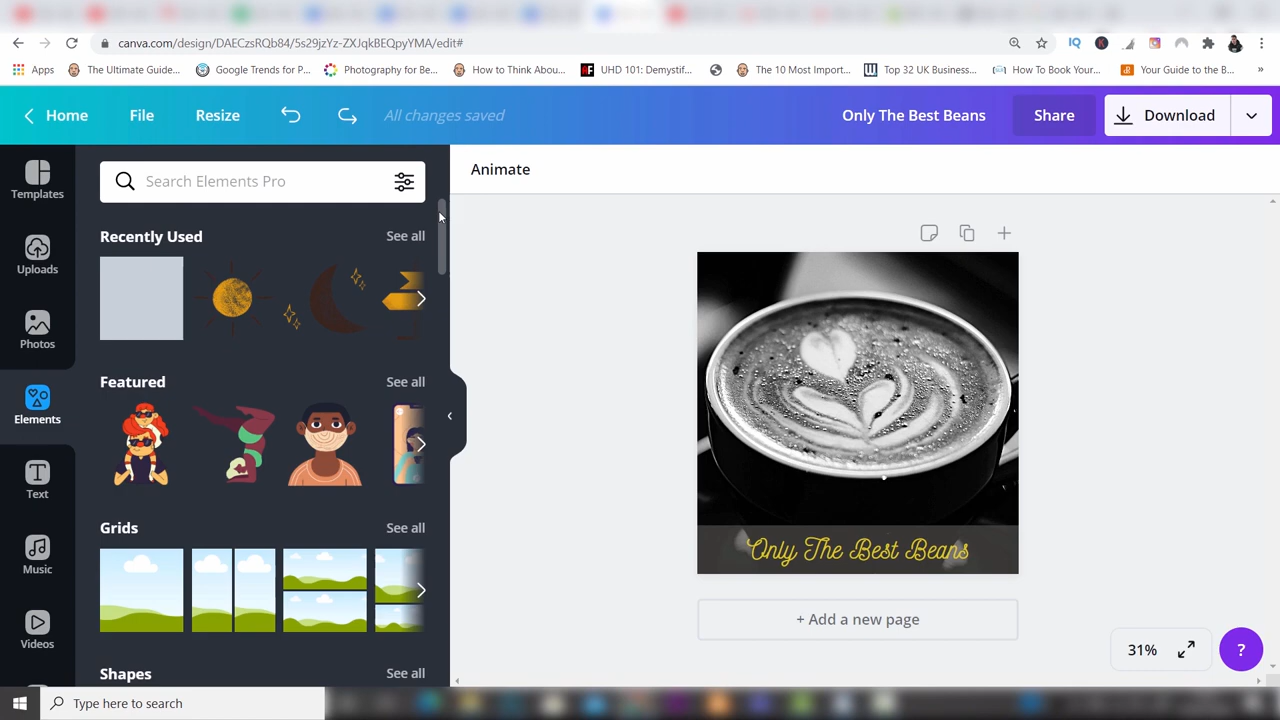 canva.com/design/DAECzsRQb84/5s29jzYz-ZXJqkBEQpyYMA/edit#
Apps The Ultimate Guide... Google Trends for P... Photography for Be... How to Think Abou... UHD 101: Demystif... The 10 Most Import... Top 32 UK Business... How To Book Your... Your Guide to the B...
Home File Resize All changes saved Only The Best Beans Share Download
Templates
Uploads
Photos
Elements
Text
Music
Videos
Search Elements Pro
Recently Used See all
Featured See all
Grids See all
Shapes See all
Animate
Only The Best Beans
+ Add a new page
31% ?
Type here to search